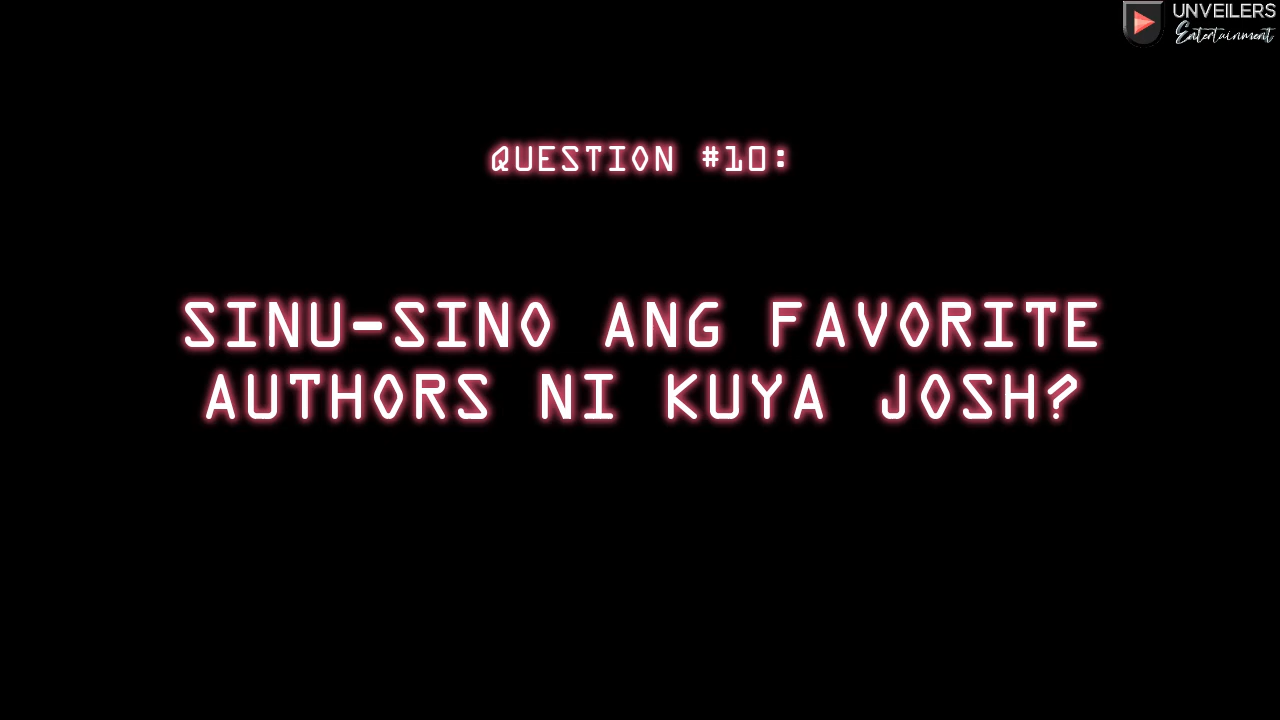 UNVEILERS
Entertainment
QUESTION #10:
SINU-SINO ANG FAVORITE
AUTHORS NI KUYA JOSH?